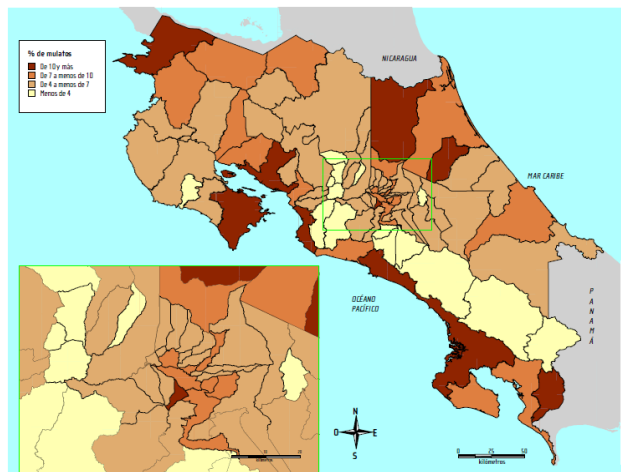 NICARAGUA
% de mulatos
De 10 y más
De 7 a menos de 10
De 4 a menos de 7
Menos de 4
MAR CARIBE
PANAMÁ
OCÉANO
PACÍFICO
N
O E
S
0 25 50
kilómetros
kilómetros